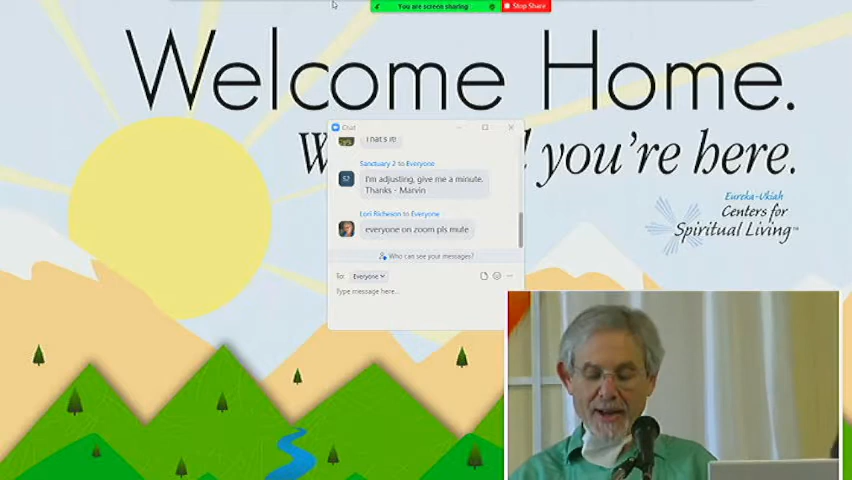 You are screen sharing
Stop Share
Welcome Home.
Chat
you're here.
That's it!
Sanctuary 2 to Everyone
S2
I'm adjusting, give me a minute.
Thanks - Marvin
Lori Richeson to Everyone
everyone on zoom pls mute
Who can see your messages?
To: Everyone
Type message here...
Eureka-Ukiah
Centers for
Spiritual Living™